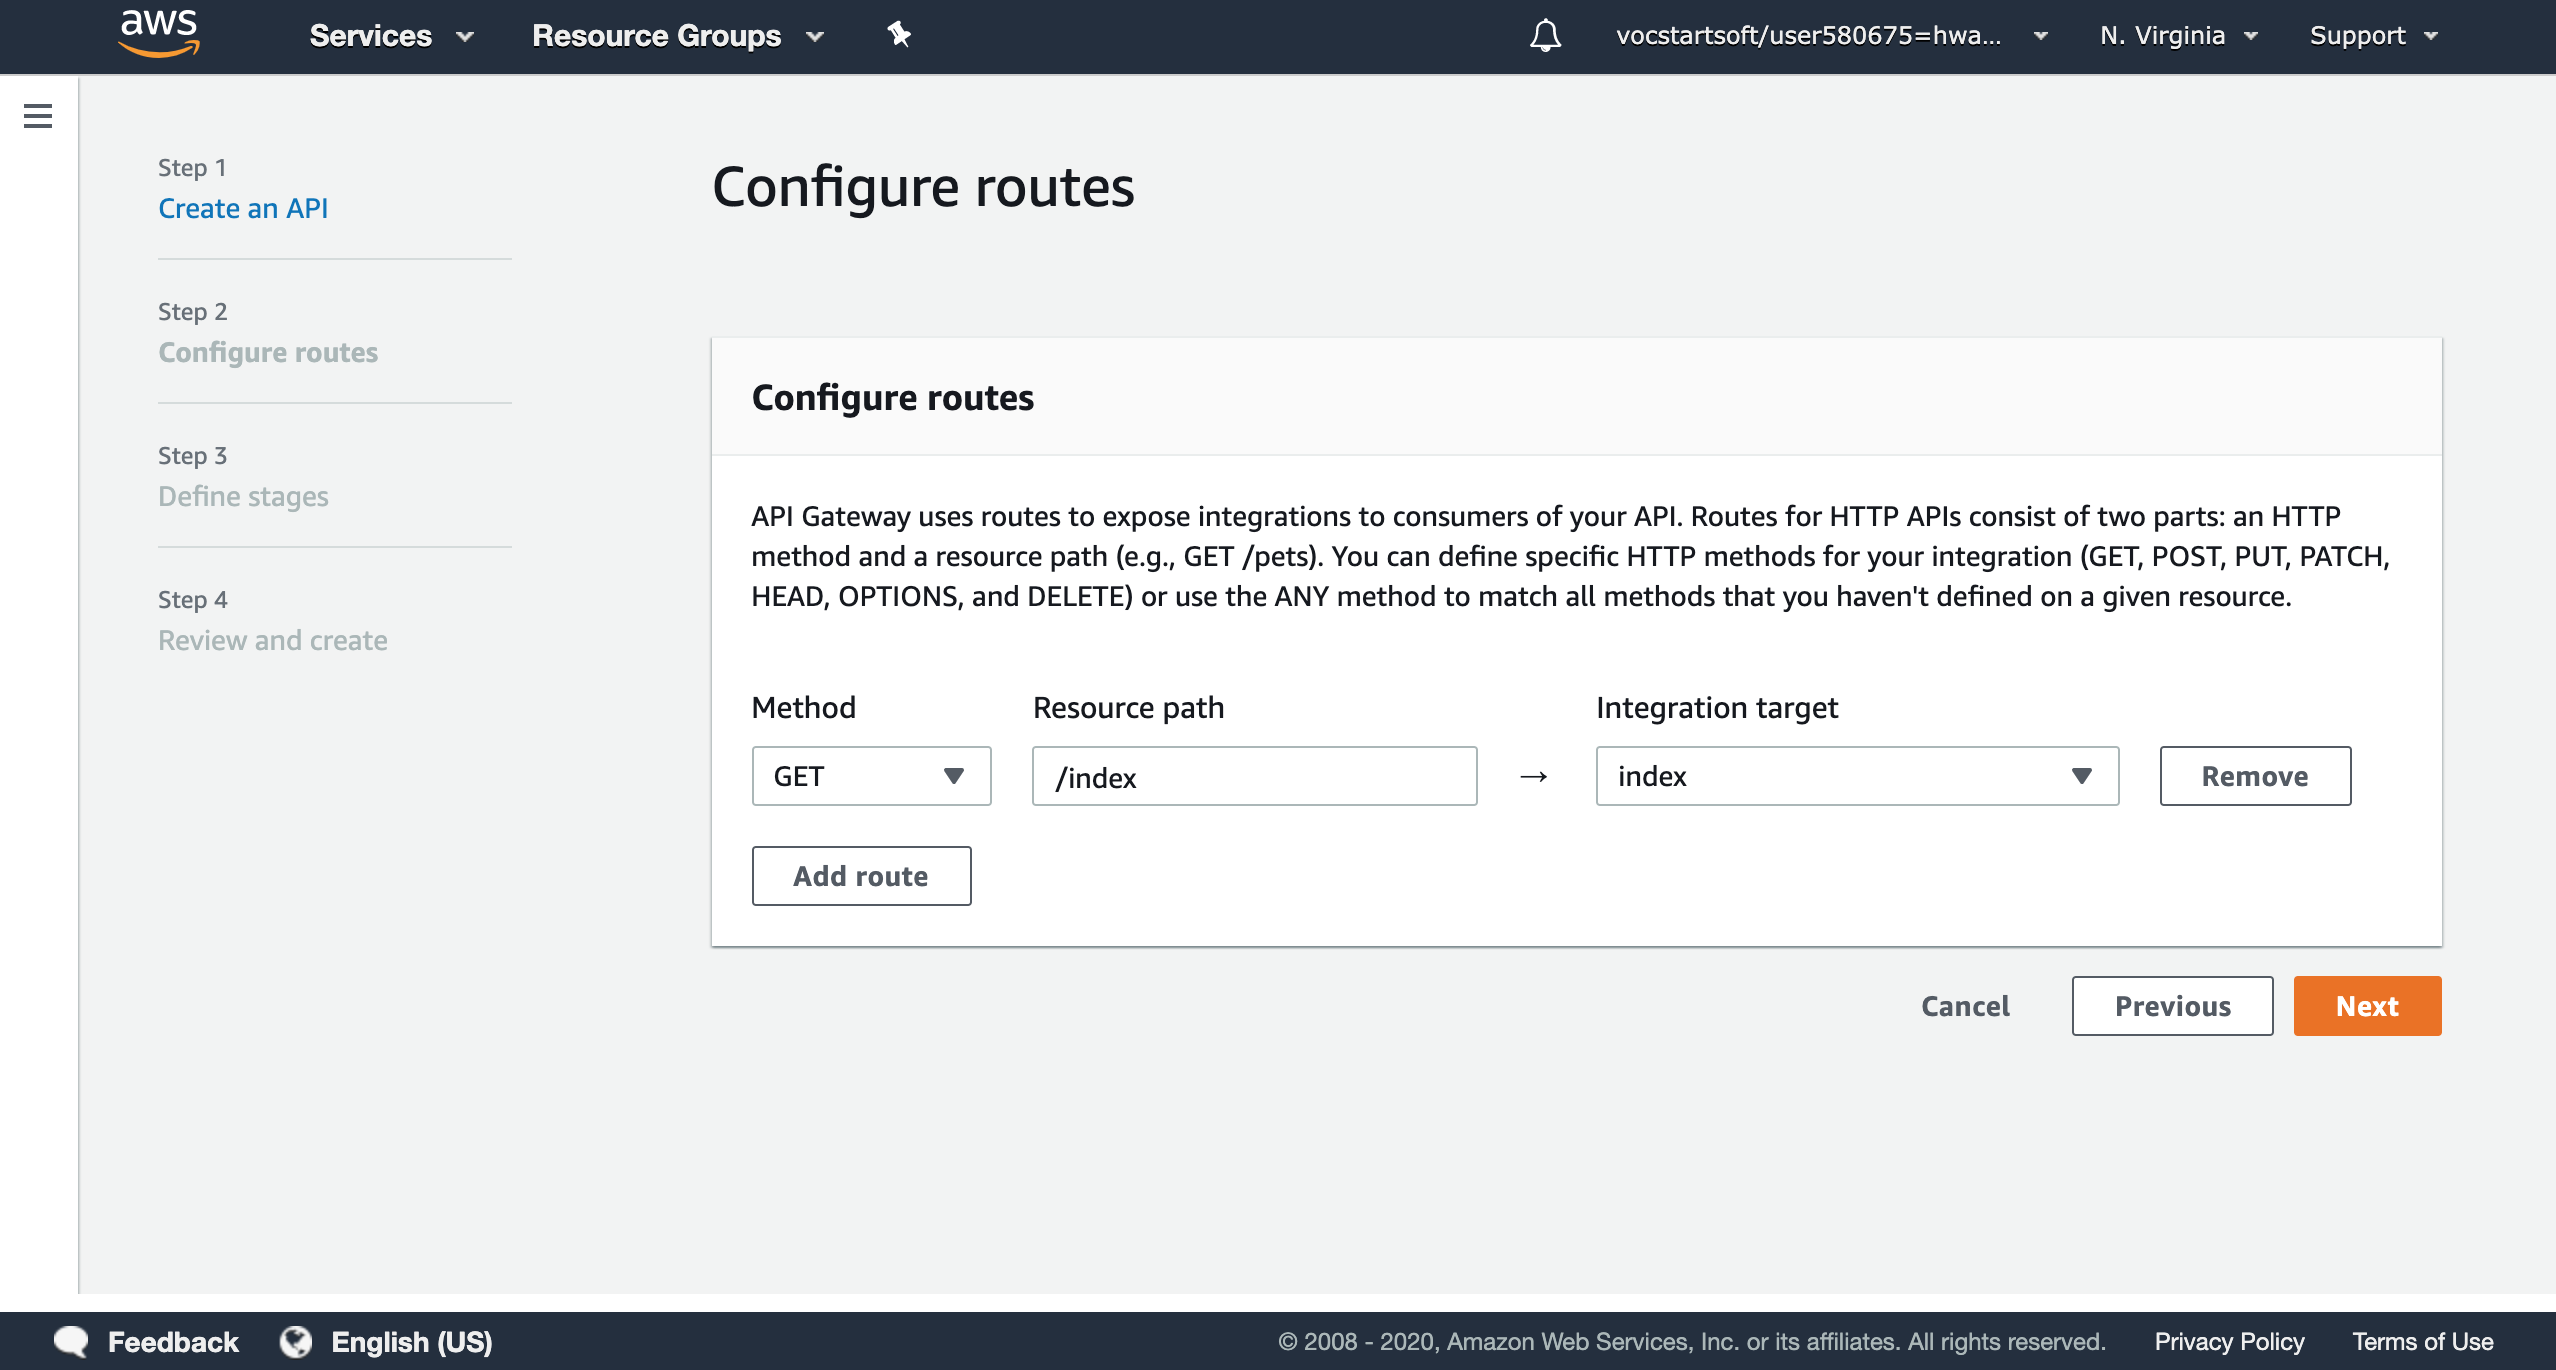 aws
Services
Resource Groups
vocstartsoft/user580675=hwa...
N. Virginia
Support
Step 1
Create an API
Step 2
Configure routes
Step 3
Define stages
Step 4
Review and create
Configure routes
Configure routes
API Gateway uses routes to expose integrations to consumers of your API. Routes for HTTP APIs consist of two parts: an HTTP
method and a resource path (e.g., GET /pets). You can define specific HTTP methods for your integration (GET, POST, PUT, PATCH,
HEAD, OPTIONS, and DELETE) or use the ANY method to match all methods that you haven't defined on a given resource.
Method
Resource path
Integration target
GET
/index
→
index
Remove
Add route
Cancel
Previous
Next
Feedback
English (US)
© 2008 - 2020, Amazon Web Services, Inc. or its affiliates. All rights reserved.
Privacy Policy
Terms of Use